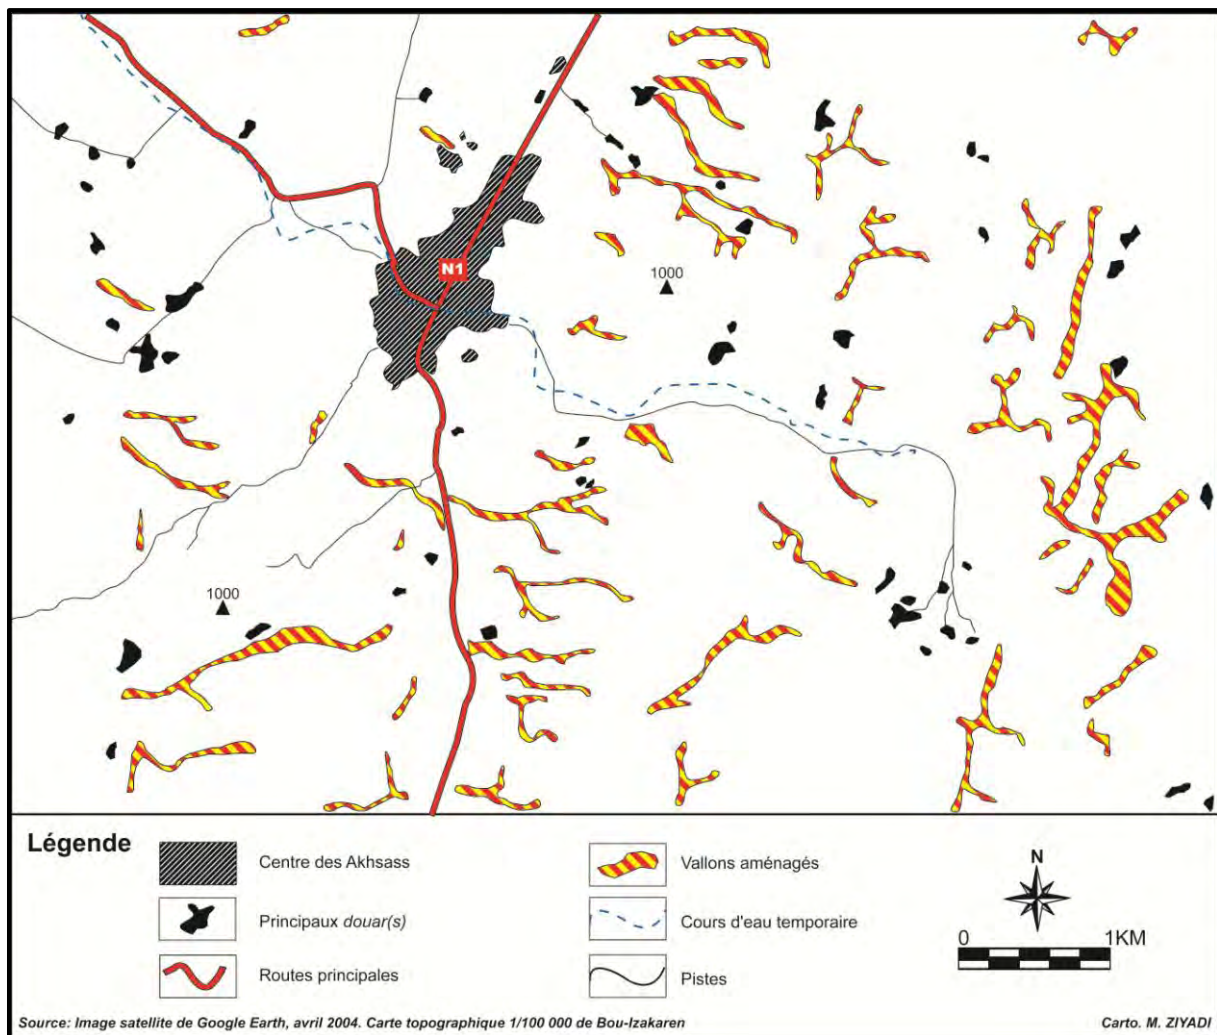 N1
1000
1000
Légende
Centre des Akhsass
Principaux douar(s)
Routes principales
Vallons aménagés
Cours d'eau temporaire
Pistes
N
0 1KM
Source: Image satellite de Google Earth, avril 2004. Carte topographique 1/100 000 de Bou-Izakaren
Carto. M. ZIYADI